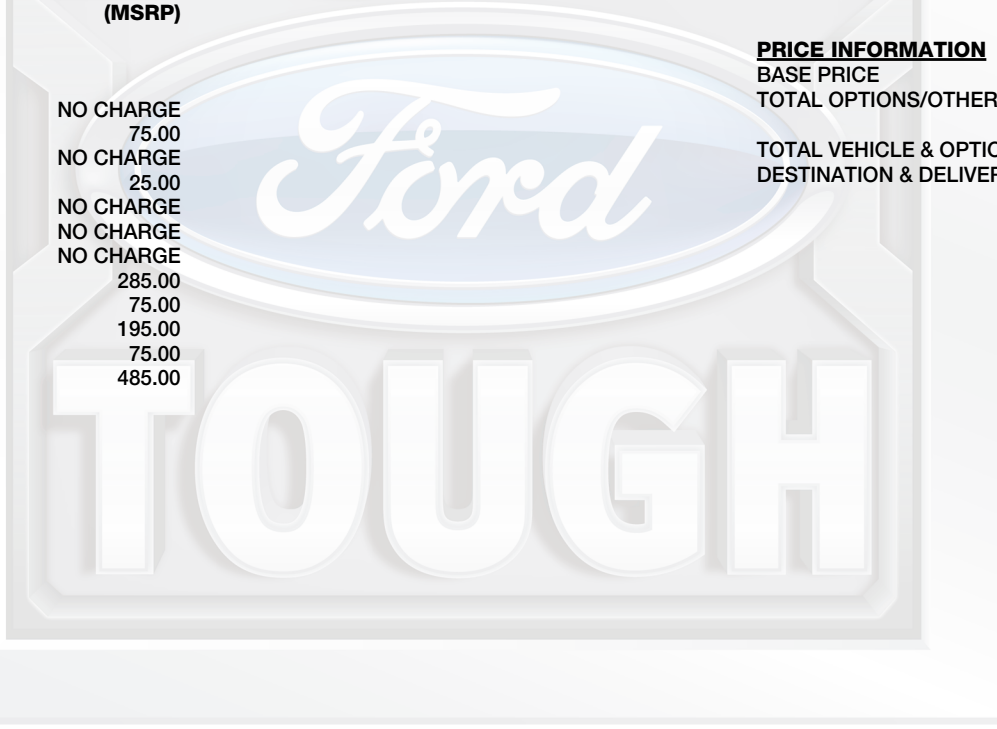 (MSRP)
NO CHARGE
75.00
NO CHARGE
25.00
NO CHARGE
NO CHARGE
NO CHARGE
285.00
75.00
195.00
75.00
485.00
PRICE INFORMATION
BASE PRICE
TOTAL OPTIONS/OTHER
TOTAL VEHICLE & OPTIO
DESTINATION & DELIVER
Ford
TOUGH